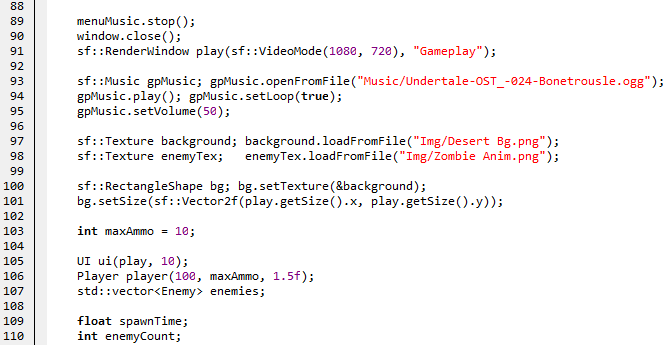 88
89 menuMusic.stop();
90 window.close();
91 sf::RenderWindow play(sf::VideoMode(1080, 720), "Gameplay");
92
93 sf::Music gpMusic; gpMusic.openFromFile("Music/Undertale-OST_-024-Bonetrousle.ogg");
94 gpMusic.play(); gpMusic.setLoop(true);
95 gpMusic.setVolume(50);
96
97 sf::Texture background; background.loadFromFile("Img/Desert Bg.png");
98 sf::Texture enemyTex;   enemyTex.loadFromFile("Img/Zombie Anim.png");
99
100 sf::RectangleShape bg; bg.setTexture(&background);
101 bg.setSize(sf::Vector2f(play.getSize().x, play.getSize().y));
102
103 int maxAmmo = 10;
104
105 UI ui(play, 10);
106 Player player(100, maxAmmo, 1.5f);
107 std::vector<Enemy> enemies;
108
109 float spawnTime;
110 int enemyCount;